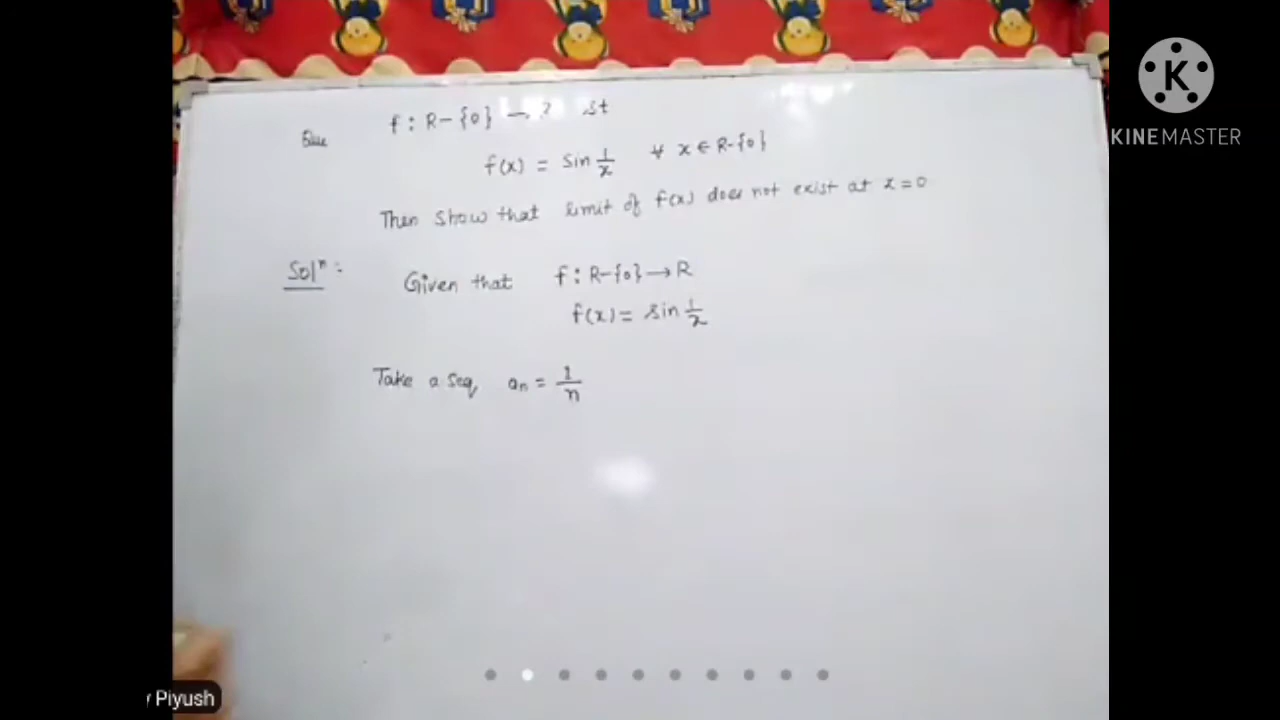 Que f : R-{0} → R st
f(x) = Sin 1/x ∀ x ∈ R-{0}
Then show that limit of f(x) does not exist at x=0
Solⁿ: Given that f : R-{0} → R
f(x) = sin 1/x
Take a seq aₙ = 1/n
K
KINEMASTER
y Piyush